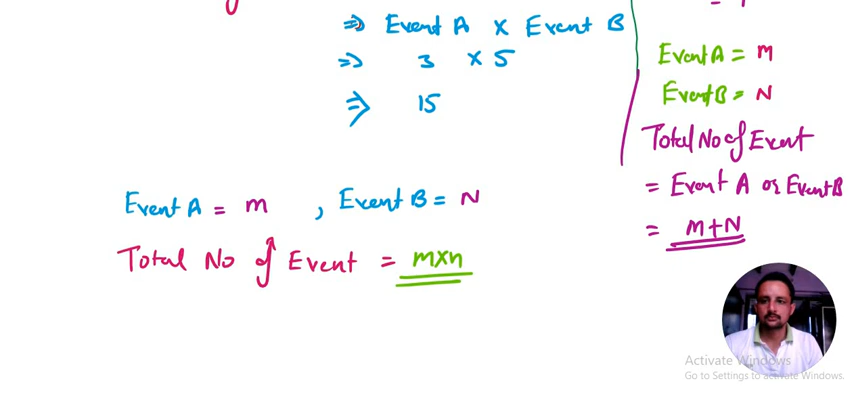 ⇒ Event A x Event B
⇒ 3 x 5
⇒ 15
Event A = m , Event B = N
Total No of Event = mxn
Event A = M
Event B = N
Total No of Event
= Event A or Event B
= M+N
Activate Windows
Go to Settings to activate Windows.